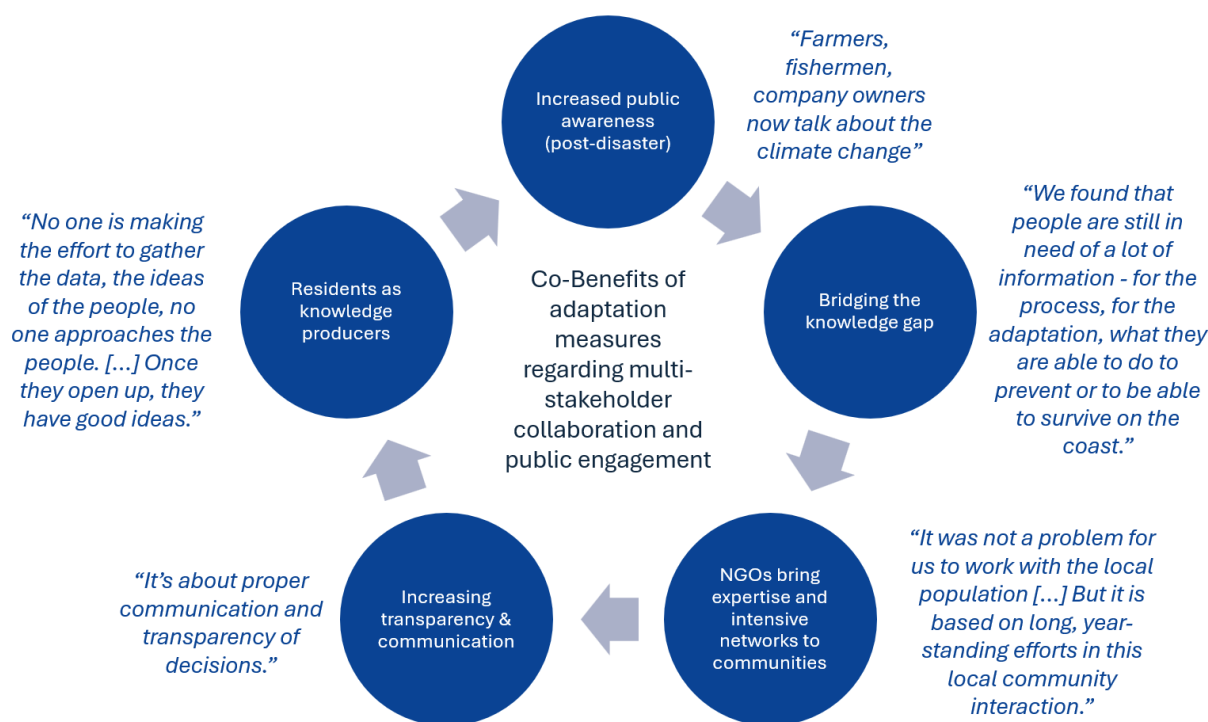 Increased public
awareness
(post-disaster)
“Farmers,
fishermen,
company owners
now talk about the
climate change”
Bridging the
knowledge gap
“We found that
people are still in
need of a lot of
information - for the
process, for the
adaptation, what they
are able to do to
prevent or to be able
to survive on the
coast.”
NGOs bring
expertise and
intensive
networks to
communities
“It was not a problem for
us to work with the local
population [...] But it is
based on long, year-
standing efforts in this
local community
interaction.”
Increasing
transparency &
communication
“It’s about proper
communication and
transparency of
decisions.”
Residents as
knowledge
producers
“No one is making
the effort to gather
the data, the ideas
of the people, no
one approaches the
people. [...] Once
they open up, they
have good ideas.”
Co-Benefits of
adaptation
measures
regarding multi-
stakeholder
collaboration and
public engagement